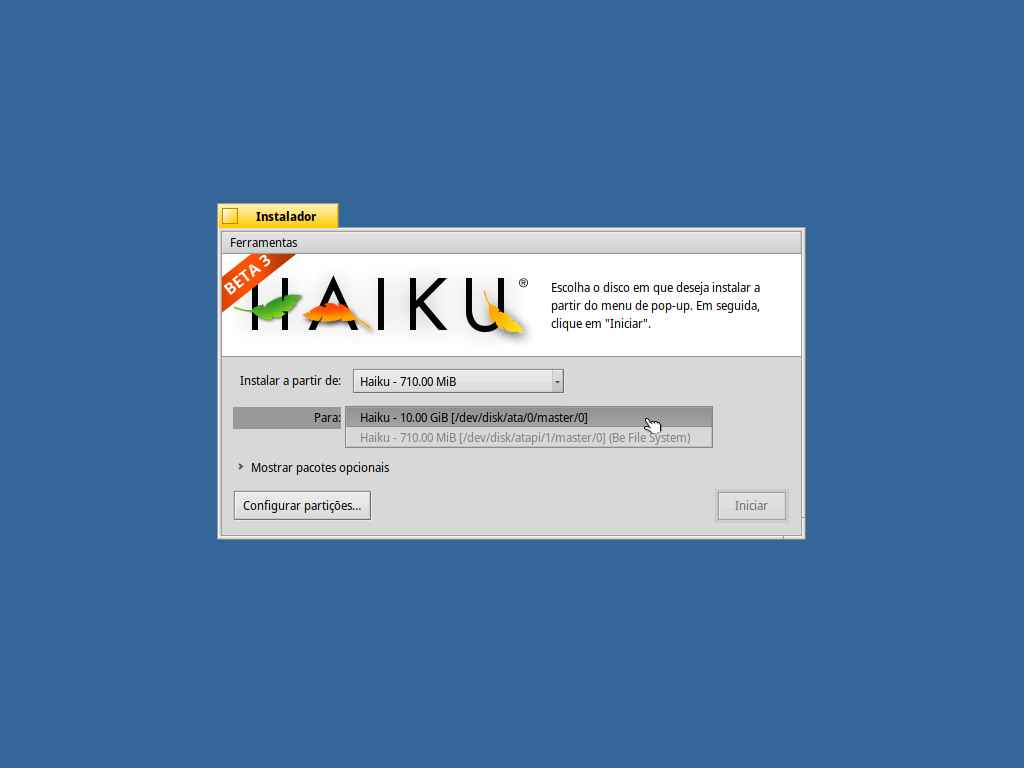 Instalador
Ferramentas
BETA 3
HAIKU®
Escolha o disco em que deseja instalar a
partir do menu de pop-up. Em seguida,
clique em "Iniciar".
Instalar a partir de: Haiku - 710.00 MiB
Para: Haiku - 10.00 GiB [/dev/disk/ata/0/master/0]
Haiku - 710.00 MiB [/dev/disk/atapi/1/master/0] (Be File System)
Mostrar pacotes opcionais
Configurar partições... Iniciar